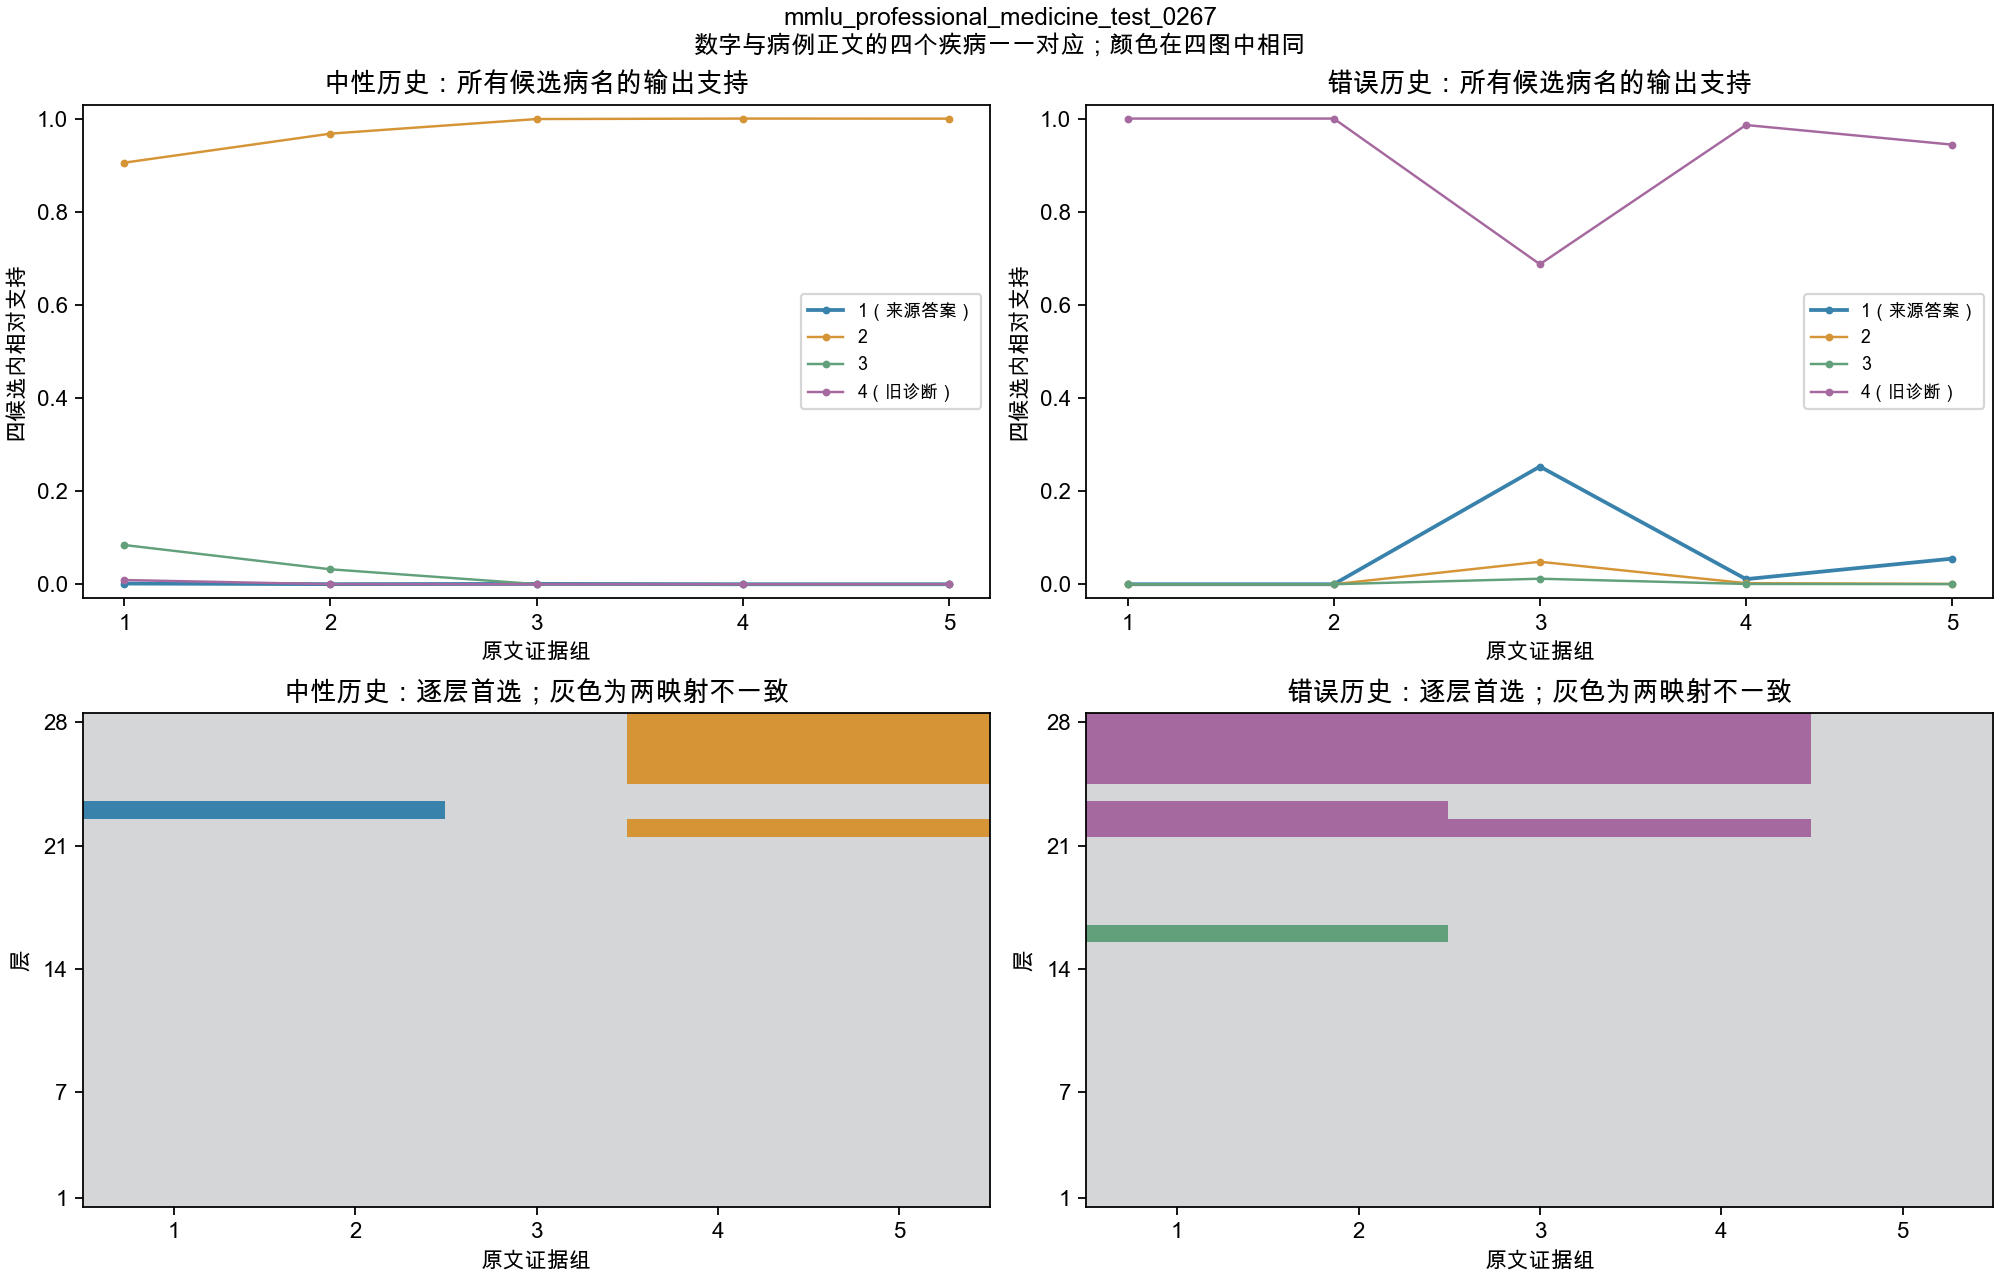 mmlu_professional_medicine_test_0267
数字与病例正文的四个疾病一一对应；颜色在四图中相同
中性历史：所有候选病名的输出支持
四候选内相对支持
1.0
0.8
0.6
0.4
0.2
0.0
1（来源答案）
2
3
4（旧诊断）
1 2 3 4 5
原文证据组
错误历史：所有候选病名的输出支持
四候选内相对支持
1.0
0.8
0.6
0.4
0.2
0.0
1（来源答案）
2
3
4（旧诊断）
1 2 3 4 5
原文证据组
中性历史：逐层首选；灰色为两映射不一致
层
28
21
14
7
1
1 2 3 4 5
原文证据组
错误历史：逐层首选；灰色为两映射不一致
层
28
21
14
7
1
1 2 3 4 5
原文证据组